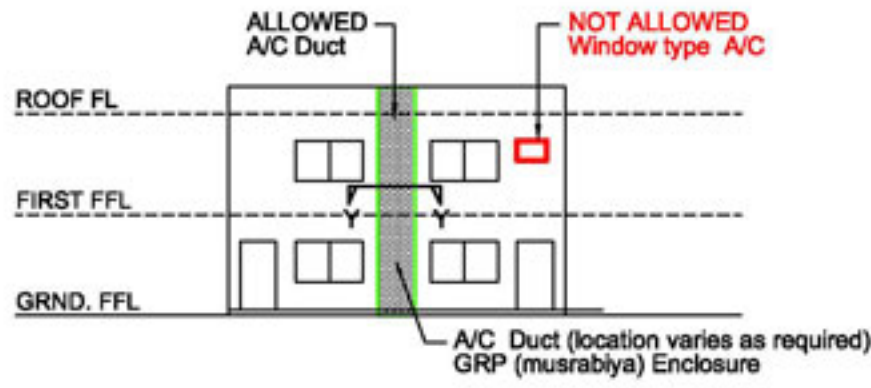 ALLOWED
A/C Duct
NOT ALLOWED
Window type A/C
ROOF FL
FIRST FFL
Y Y
GRND. FFL
A/C Duct (location varies as required)
GRP (musrabiya) Enclosure